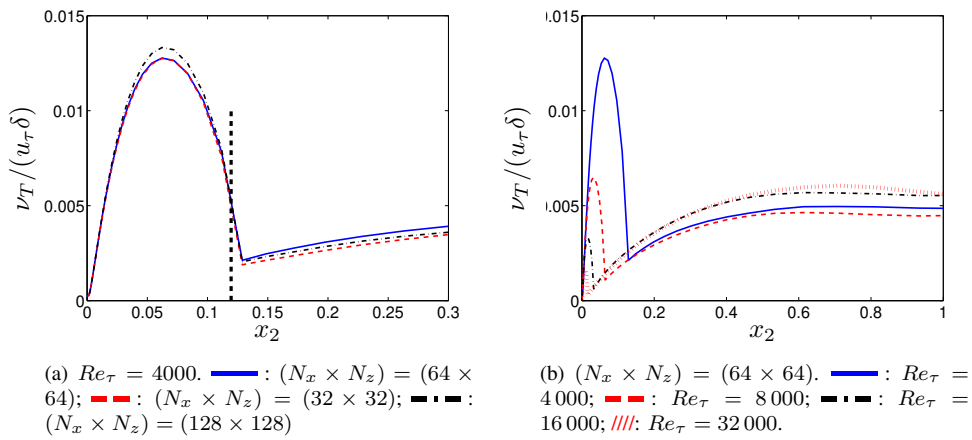 0.015
0.01
0.005
0
ν_T/(u_τδ)
0 0.05 0.1 0.15 0.2 0.25 0.3
x_2
).015
0.01
0.005
0
ν_T/(u_τδ)
0 0.2 0.4 0.6 0.8 1
x_2
(a) Re_τ = 4000. : (N_x × N_z) = (64 ×
64); : (N_x × N_z) = (32 × 32); :
(N_x × N_z) = (128 × 128)
(b) (N_x × N_z) = (64 × 64). : Re_τ =
4 000; : Re_τ = 8 000; : Re_τ =
16 000; : Re_τ = 32 000.